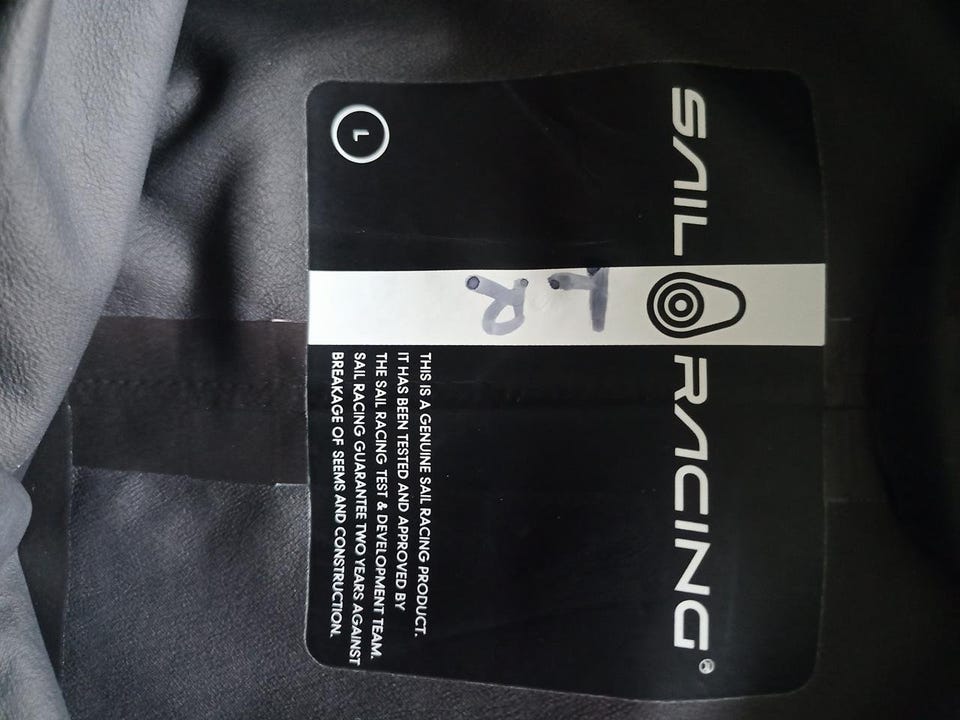 SAIL RACING®
T
R
THIS IS A GENUINE SAIL RACING PRODUCT.
IT HAS BEEN TESTED AND APPROVED BY
THE SAIL RACING TEST & DEVELOPMENT TEAM.
SAIL RACING GUARANTEE TWO YEARS AGAINST
BREAKAGE OF SEEMS AND CONSTRUCTION.
L